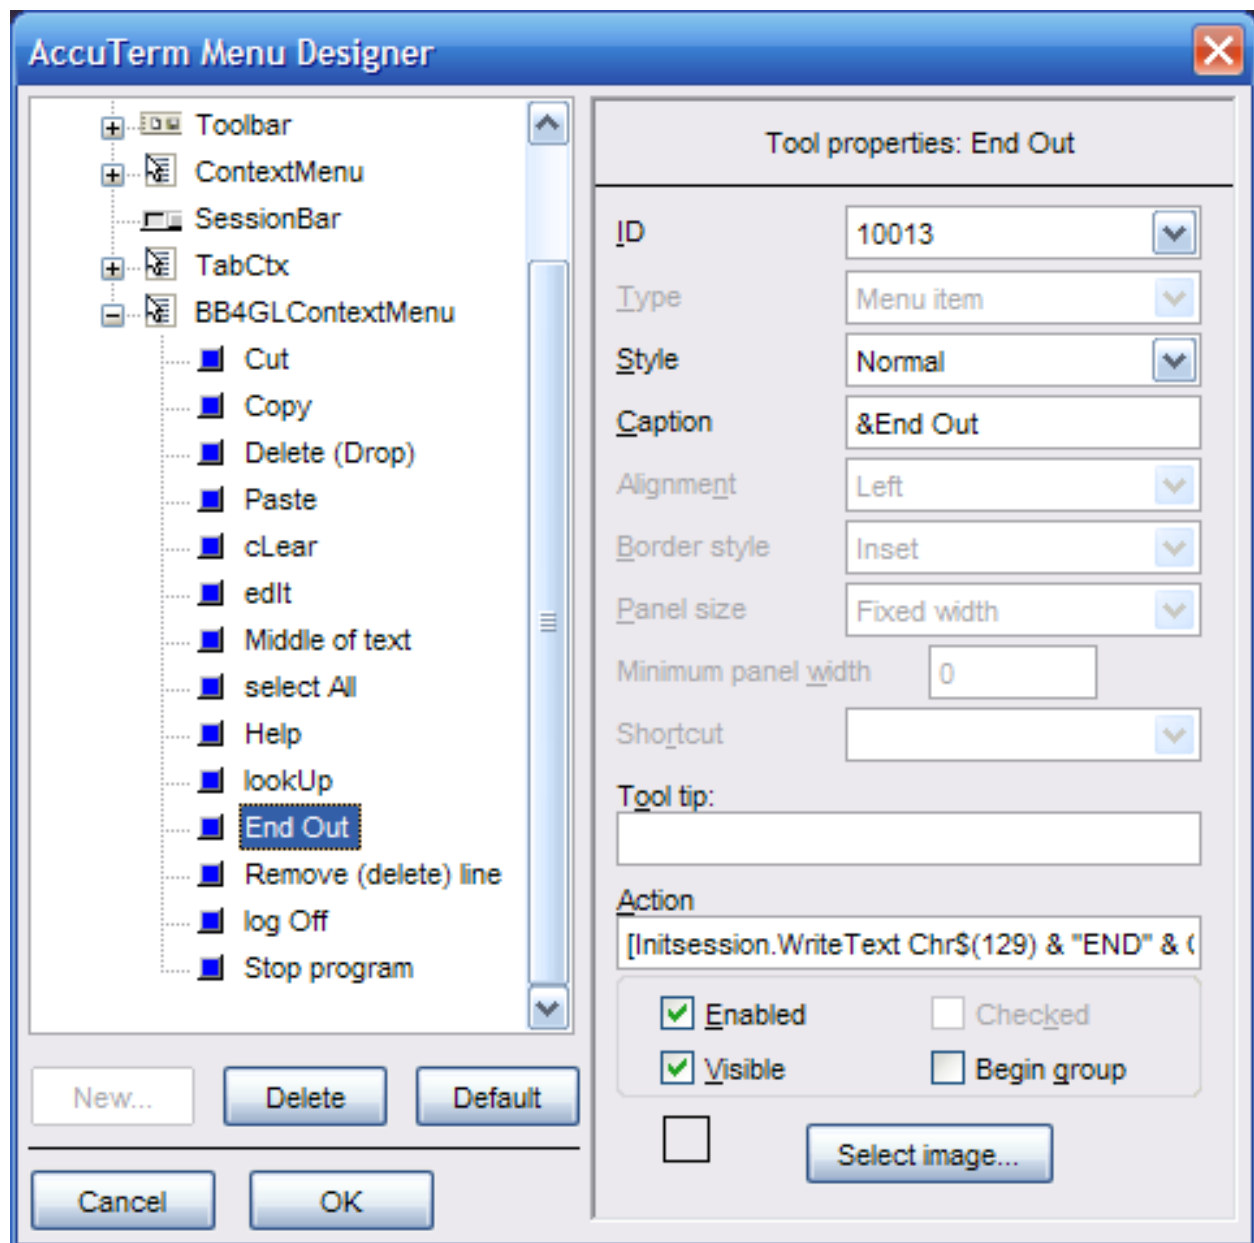 AccuTerm Menu Designer
Toolbar
ContextMenu
SessionBar
TabCtx
BB4GLContextMenu
Cut
Copy
Delete (Drop)
Paste
cLear
edIt
Middle of text
select All
Help
lookUp
End Out
Remove (delete) line
log Off
Stop program
New...
Delete
Default
Cancel
OK
Tool properties: End Out
ID
10013
Type
Menu item
Style
Normal
Caption
&End Out
Alignment
Left
Border style
Inset
Panel size
Fixed width
Minimum panel width
0
Shortcut
Tool tip:
Action
[Initsession.WriteText Chr$(129) & "END" &
Enabled
Checked
Visible
Begin group
Select image...